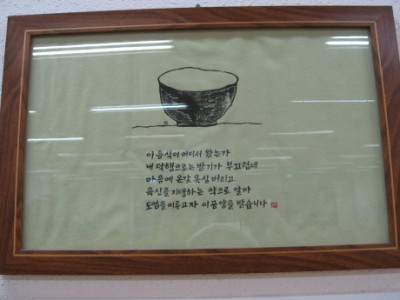 이 음식이 어디서 왔는가
내 덕행으로는 받기가 부끄럽네
마음에 온갖 욕심 버리고
육신을 지탱하는 약으로 알아
도업을 이루고자 이 공양을 받습니다